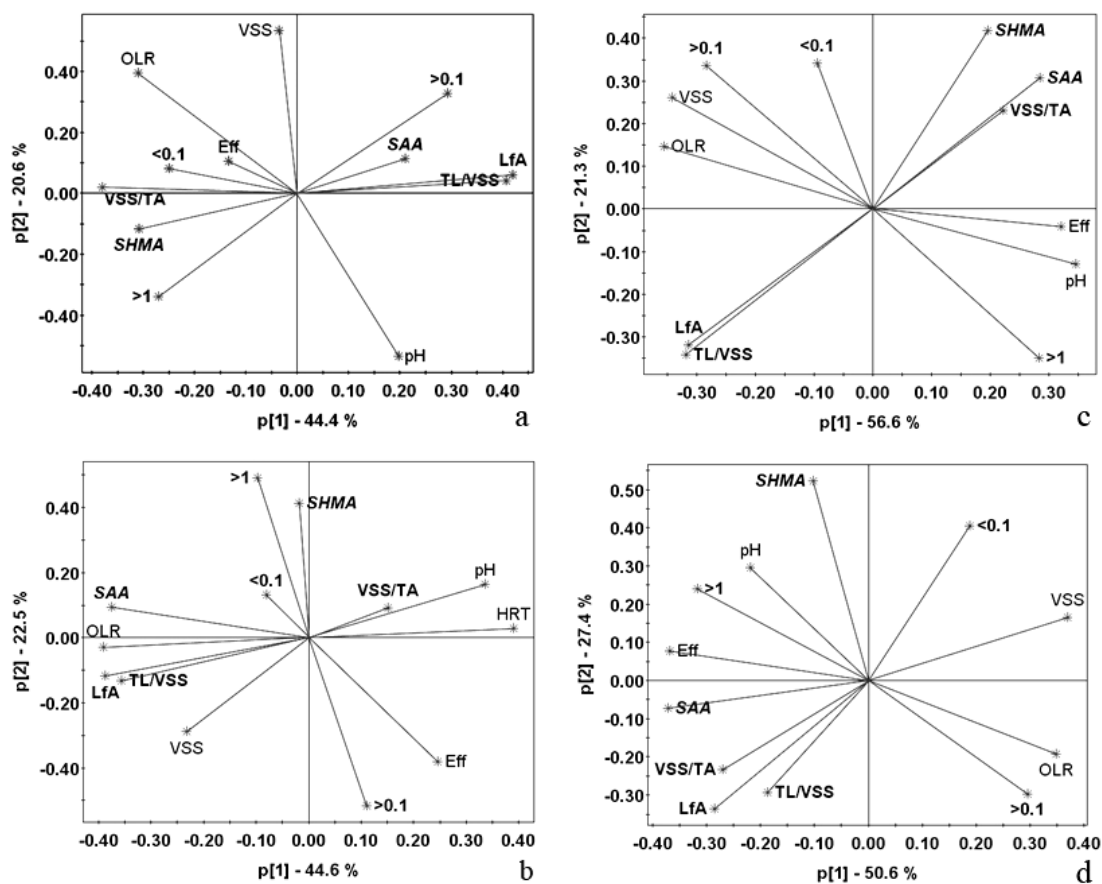 VSS
OLR
0.40
>0.1
0.20
Eff
SAA
<0.1
LfA
0.00
VSS/TA
TL/VSS
SHMA
-0.20
>1
-0.40
pH
-0.30 -0.20 -0.10 0.00 0.10 0.20 0.30 0.40
p[2] - 20.6 %
p[1] - 44.4 %
a
SHMA
0.40
>0.1
<0.1
SAA
0.30
VSS
VSS/TA
0.20
OLR
0.10
0.00
Eff
-0.10
pH
-0.20
LfA
-0.30
TL/VSS
>1
-0.30 -0.20 -0.10 0.00 0.10 0.20 0.30
p[2] - 21.3 %
p[1] - 56.6 %
c
>1
SHMA
0.40
0.20
<0.1
VSS/TA
pH
SAA
HRT
0.00
OLR
LfA
TL/VSS
-0.20
VSS
Eff
-0.40
>0.1
-0.40 -0.30 -0.20 -0.10 0.00 0.10 0.20 0.30 0.40
p[2] - 22.5 %
p[1] - 44.6 %
b
SHMA
0.50
<0.1
0.40
pH
0.30
>1
0.20
VSS
0.10
Eff
0.00
SAA
-0.10
VSS/TA
OLR
-0.20
LfA
TL/VSS
-0.30
>0.1
-0.40 -0.30 -0.20 -0.10 0.00 0.10 0.20 0.30 0.40
p[2] - 27.4 %
p[1] - 50.6 %
d